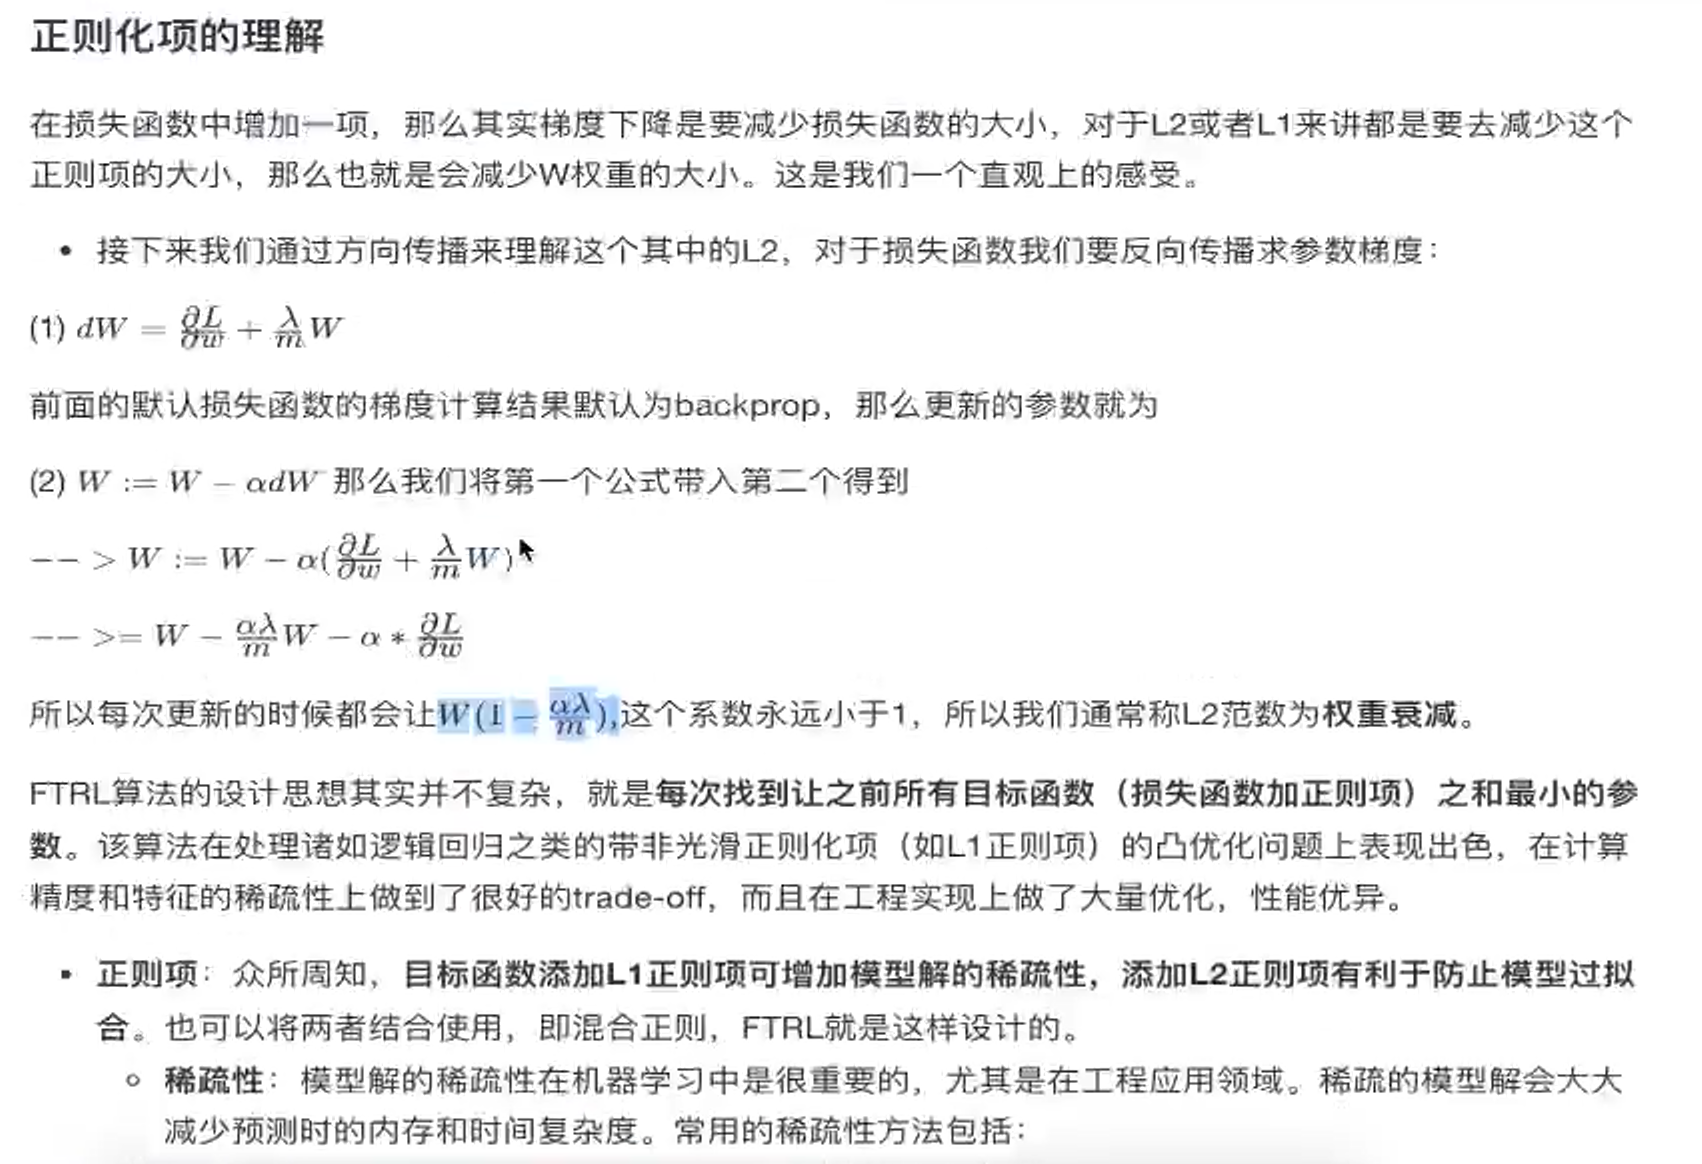 正则化项的理解
在损失函数中增加一项，那么其实梯度下降是要减少损失函数的大小，对于L2或者L1来讲都是要去减少这个
正则项的大小，那么也就是会减少W权重的大小。这是我们一个直观上的感受。
• 接下来我们通过方向传播来理解这个其中的L2，对于损失函数我们要反向传播求参数梯度：
(1) $dW = \frac{\partial L}{\partial w} + \frac{\lambda}{m} W$
前面的默认损失函数的梯度计算结果默认为backprop，那么更新的参数就为
(2) $W := W - \alpha dW$ 那么我们将第一个公式带入第二个得到
$-- > W := W - \alpha(\frac{\partial L}{\partial w} + \frac{\lambda}{m} W)$
$-- >= W - \frac{\alpha\lambda}{m} W - \alpha * \frac{\partial L}{\partial w}$
所以每次更新的时候都会让$W(1 - \frac{\alpha\lambda}{m})$,这个系数永远小于1，所以我们通常称L2范数为权重衰减。
FTRL算法的设计思想其实并不复杂，就是每次找到让之前所有目标函数（损失函数加正则项）之和最小的参
数。该算法在处理诸如逻辑回归之类的带非光滑正则化项（如L1正则项）的凸优化问题上表现出色，在计算
精度和特征的稀疏性上做到了很好的trade-off，而且在工程实现上做了大量优化，性能优异。
▪ 正则项：众所周知，目标函数添加L1正则项可增加模型解的稀疏性，添加L2正则项有利于防止模型过拟
合。也可以将两者结合使用，即混合正则，FTRL就是这样设计的。
○ 稀疏性：模型解的稀疏性在机器学习中是很重要的，尤其是在工程应用领域。稀疏的模型解会大大
减少预测时的内存和时间复杂度。常用的稀疏性方法包括：